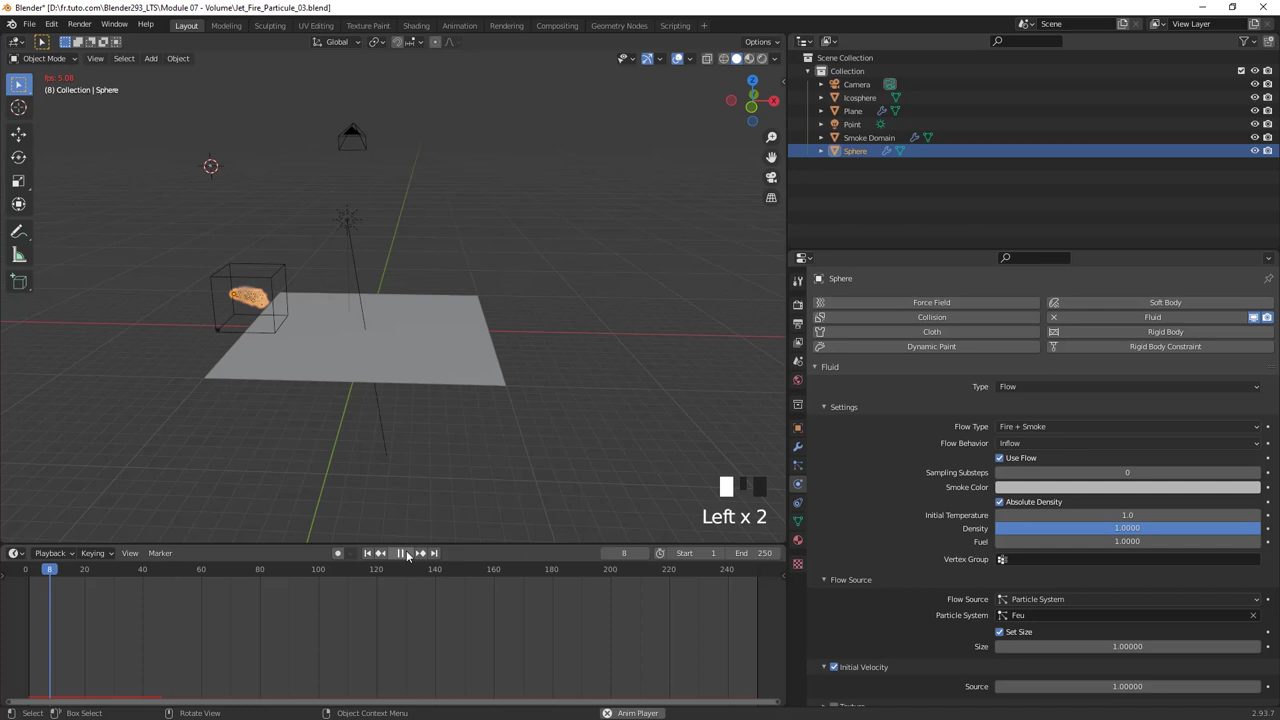 Blender* [D:\fr.tuto.com\Blender293_LTS\Module 07 - Volume\Jet_Fire_Particule_03.blend]
File Edit Render Window Help Layout Modeling Sculpting UV Editing Texture Paint Shading Animation Rendering Compositing Geometry Nodes Scripting Scene View Layer
Global Options
Object Mode View Select Add Object
Scene Collection
Collection
Camera
Icosphere
Plane
Point
Smoke Domain
Sphere
fps: 5.08
(8) Collection | Sphere
Left x 2
Sphere
Force Field Soft Body
Collision Fluid
Cloth Rigid Body
Dynamic Paint Rigid Body Constraint
Fluid
Type Flow
Settings
Flow Type Fire + Smoke
Flow Behavior Inflow
Use Flow
Sampling Substeps 0
Smoke Color
Absolute Density
Initial Temperature 1.0
Density 1.0000
Fuel 1.0000
Vertex Group
Flow Source
Flow Source Particle System
Particle System Feu
Set Size
Size 1.00000
Initial Velocity
Source 1.00000
Playback Keying View Marker 8 Start 1 End 250
0 8 20 40 60 80 100 120 140 160 180 200 220 240
Select Box Select Rotate View Object Context Menu Anim Player 2.93.7